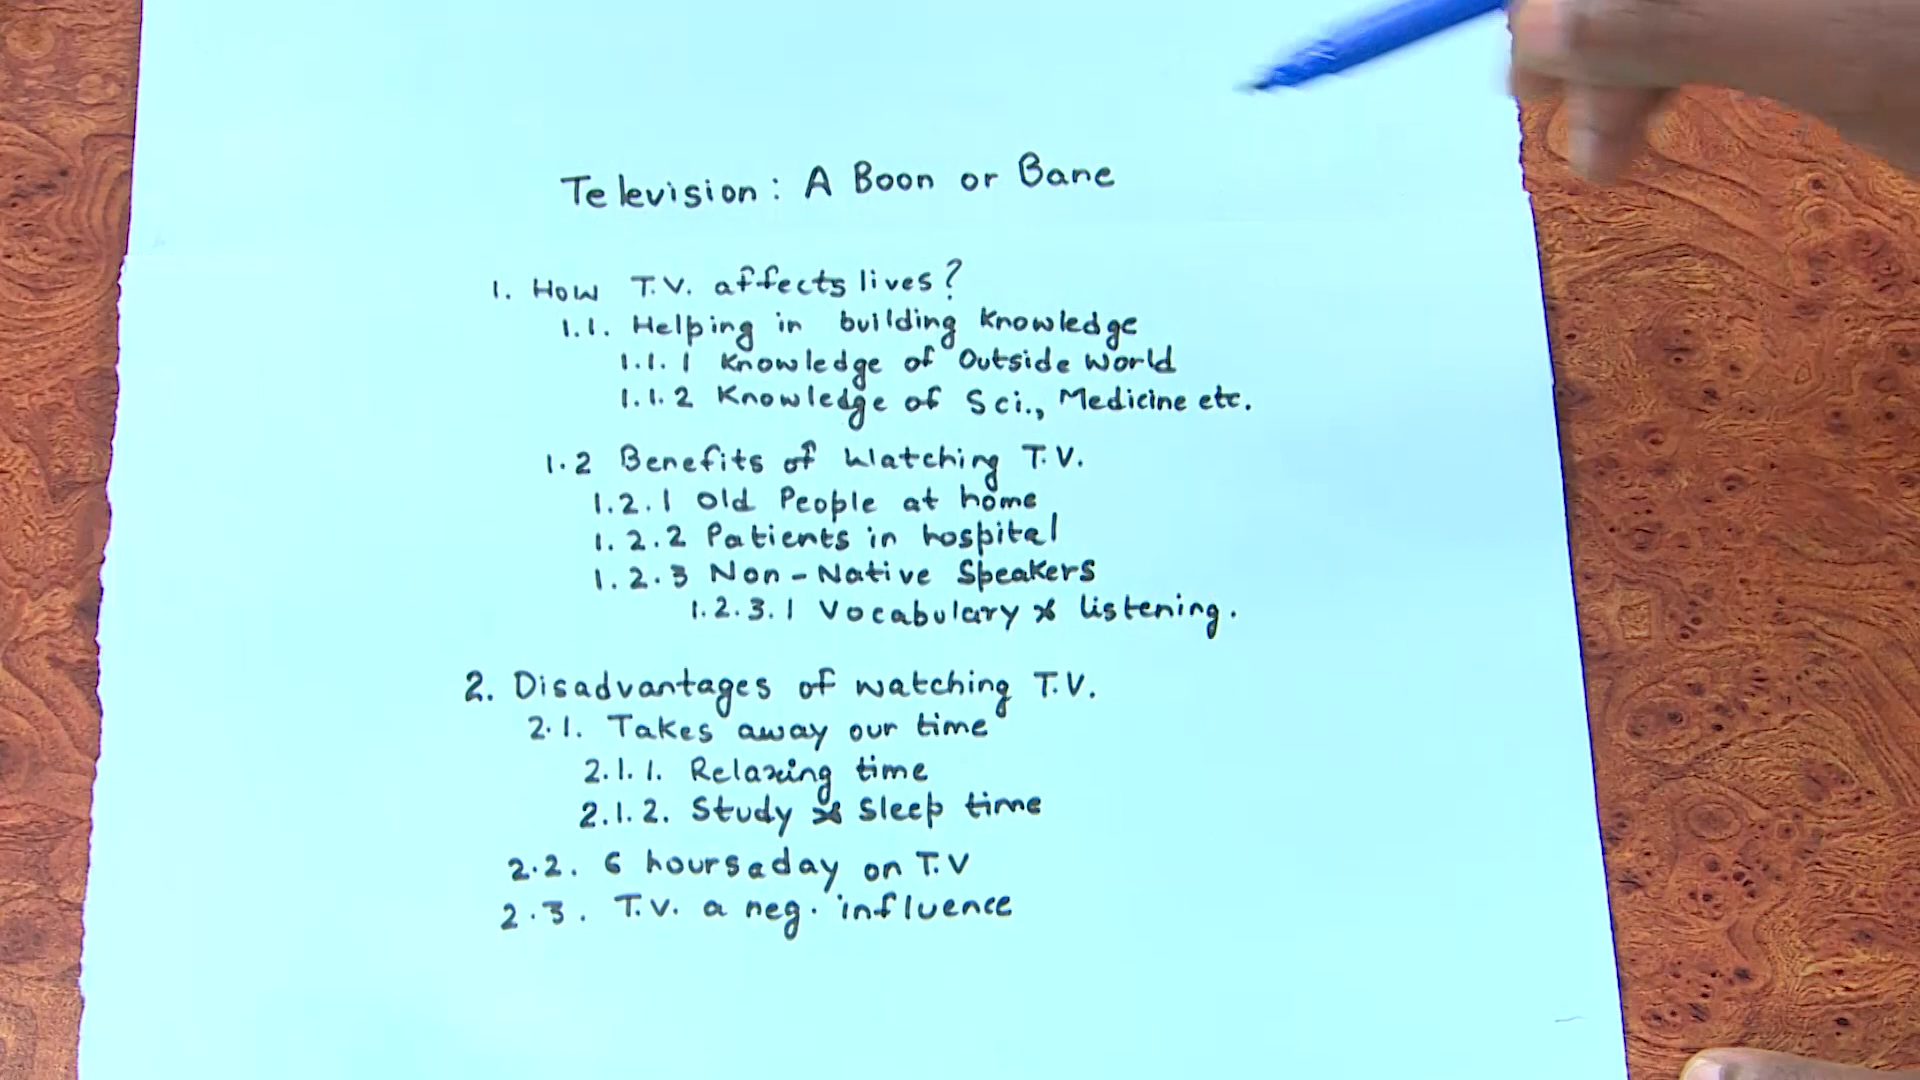 Television: A Boon or Bane
1. How T.V. affects lives?
1.1. Helping in building Knowledge
1.1.1 Knowledge of Outside World
1.1.2 Knowledge of Sci., Medicine etc.
1.2 Benefits of Watching T.V.
1.2.1 Old People at home
1.2.2 Patients in hospital
1.2.3 Non-Native Speakers
1.2.3.1 Vocabulary & listening.
2. Disadvantages of watching T.V.
2.1. Takes away our time
2.1.1. Relaxing time
2.1.2. Study & Sleep time
2.2. 6 hours a day on T.V
2.3. T.V. a neg. influence